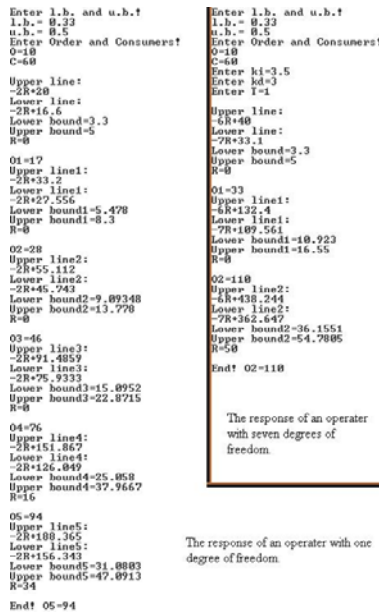 Enter l.b. and u.b.!
l.b.= 0.33
u.b.= 0.5
Enter Order and Consumers!
O=10
C=60
Upper line:
-2R+20
Lower line:
-2R+16.6
Lower bound=3.3
Upper bound=5
R=0
O1=17
Upper line1:
-2R+33.2
Lower line1:
-2R+27.556
Lower bound1=5.478
Upper bound1=8.3
R=0
O2=28
Upper line2:
-2R+55.112
Lower line2:
-2R+45.743
Lower bound2=9.09348
Upper bound2=13.778
R=0
O3=46
Upper line3:
-2R+91.4859
Lower line3:
-2R+75.9333
Lower bound3=15.0952
Upper bound3=22.8715
R=0
O4=76
Upper line4:
-2R+151.867
Lower line4:
-2R+126.049
Lower bound4=25.058
Upper bound4=37.9667
R=16
O5=94
Upper line5:
-2R+188.365
Lower line5:
-2R+156.343
Lower bound5=31.0803
Upper bound5=47.0913
R=34
End! O5=94
Enter l.b. and u.b.!
l.b.= 0.33
u.b.= 0.5
Enter Order and Consumers!
O=10
C=60
Enter ki=3.5
Enter kd=3
Enter T=1
Upper line:
-6R+40
Lower line:
-7R+33.1
Lower bound=3.3
Upper bound=5
R=0
O1=33
Upper line1:
-6R+132.4
Lower line1:
-7R+109.561
Lower bound1=10.923
Upper bound1=16.55
R=0
O2=110
Upper line2:
-6R+438.244
Lower line2:
-7R+362.647
Lower bound2=36.1551
Upper bound2=54.7805
R=50
End! O2=110
The response of an operater
with seven degrees of
freedom.
The response of an operater with one
degree of freedom.